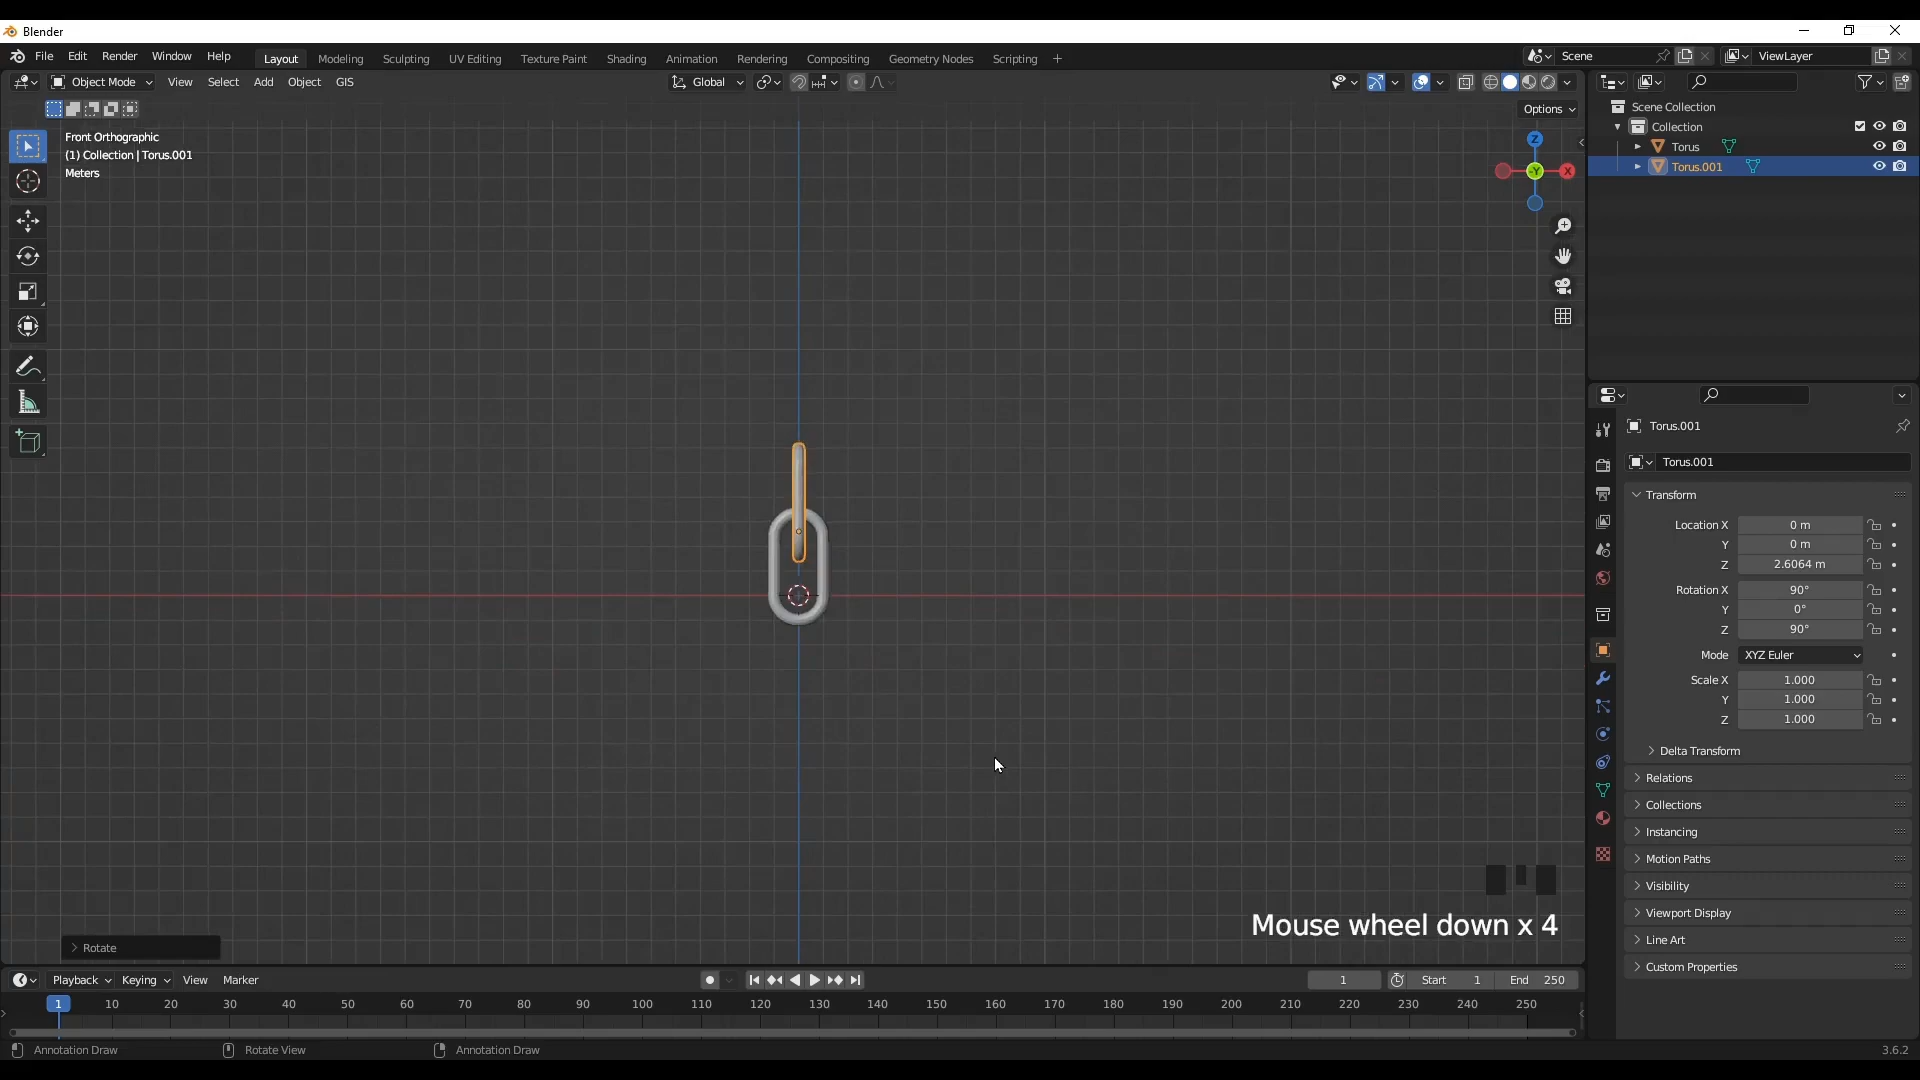 Blender
File Edit Render Window Help Layout Modeling Sculpting UV Editing Texture Paint Shading Animation Rendering Compositing Geometry Nodes Scripting + Scene ViewLayer
Object Mode View Select Add Object GIS Global
Options
Front Orthographic
(1) Collection | Torus.001
Meters
Z
Y
X
Scene Collection
Collection
Torus
Torus.001
Torus.001
Torus.001
Transform
Location X 0 m
Y 0 m
Z 2.6064 m
Rotation X 90°
Y 0°
Z 90°
Mode XYZ Euler
Scale X 1.000
Y 1.000
Z 1.000
Delta Transform
Relations
Collections
Instancing
Motion Paths
Visibility
Viewport Display
Line Art
Custom Properties
Mouse wheel down x 4
Rotate
Playback Keying View Marker 1 Start 1 End 250
1 10 20 30 40 50 60 70 80 90 100 110 120 130 140 150 160 170 180 190 200 210 220 230 240 250
Annotation Draw Rotate View Annotation Draw 3.6.2